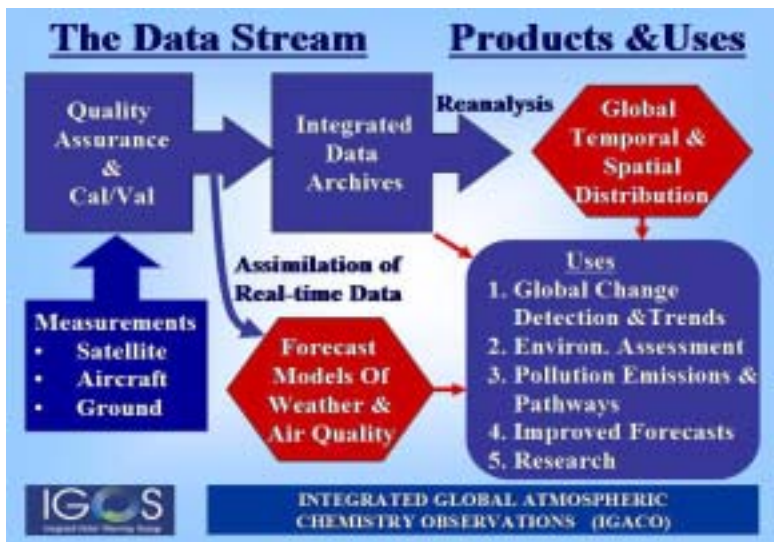 The Data Stream
Products &Uses
Quality
Assurance
&
Cal/Val
Integrated
Data
Archives
Reanalysis
Global
Temporal &
Spatial
Distribution
Assimilation of
Real-time Data
Measurements
• Satellite
• Aircraft
• Ground
Forecast
Models Of
Weather &
Air Quality
Uses
1. Global Change
Detection &Trends
2. Environ. Assessment
3. Pollution Emissions &
Pathways
4. Improved Forecasts
5. Research
IGOS
INTEGRATED GLOBAL ATMOSPHERIC
CHEMISTRY OBSERVATIONS (IGACO)